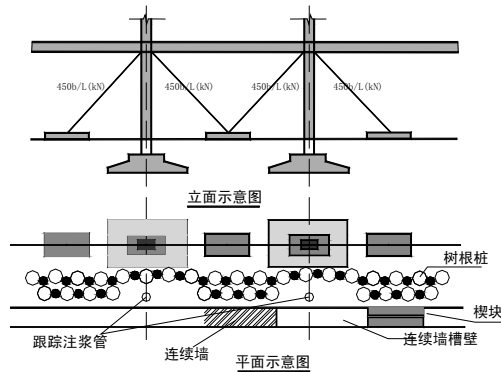 450b/L(kN) 450b/L(kN) 450b/L(kN) 450b/L(kN)
立面示意图
树根桩
楔块
跟踪注浆管
连续墙
连续墙槽壁
平面示意图